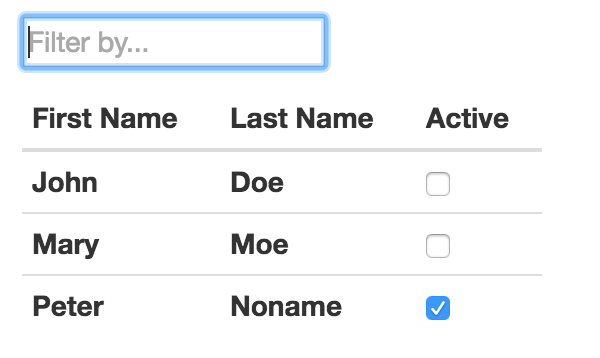 Filter by...
First Name Last Name Active
John Doe
Mary Moe
Peter Noname